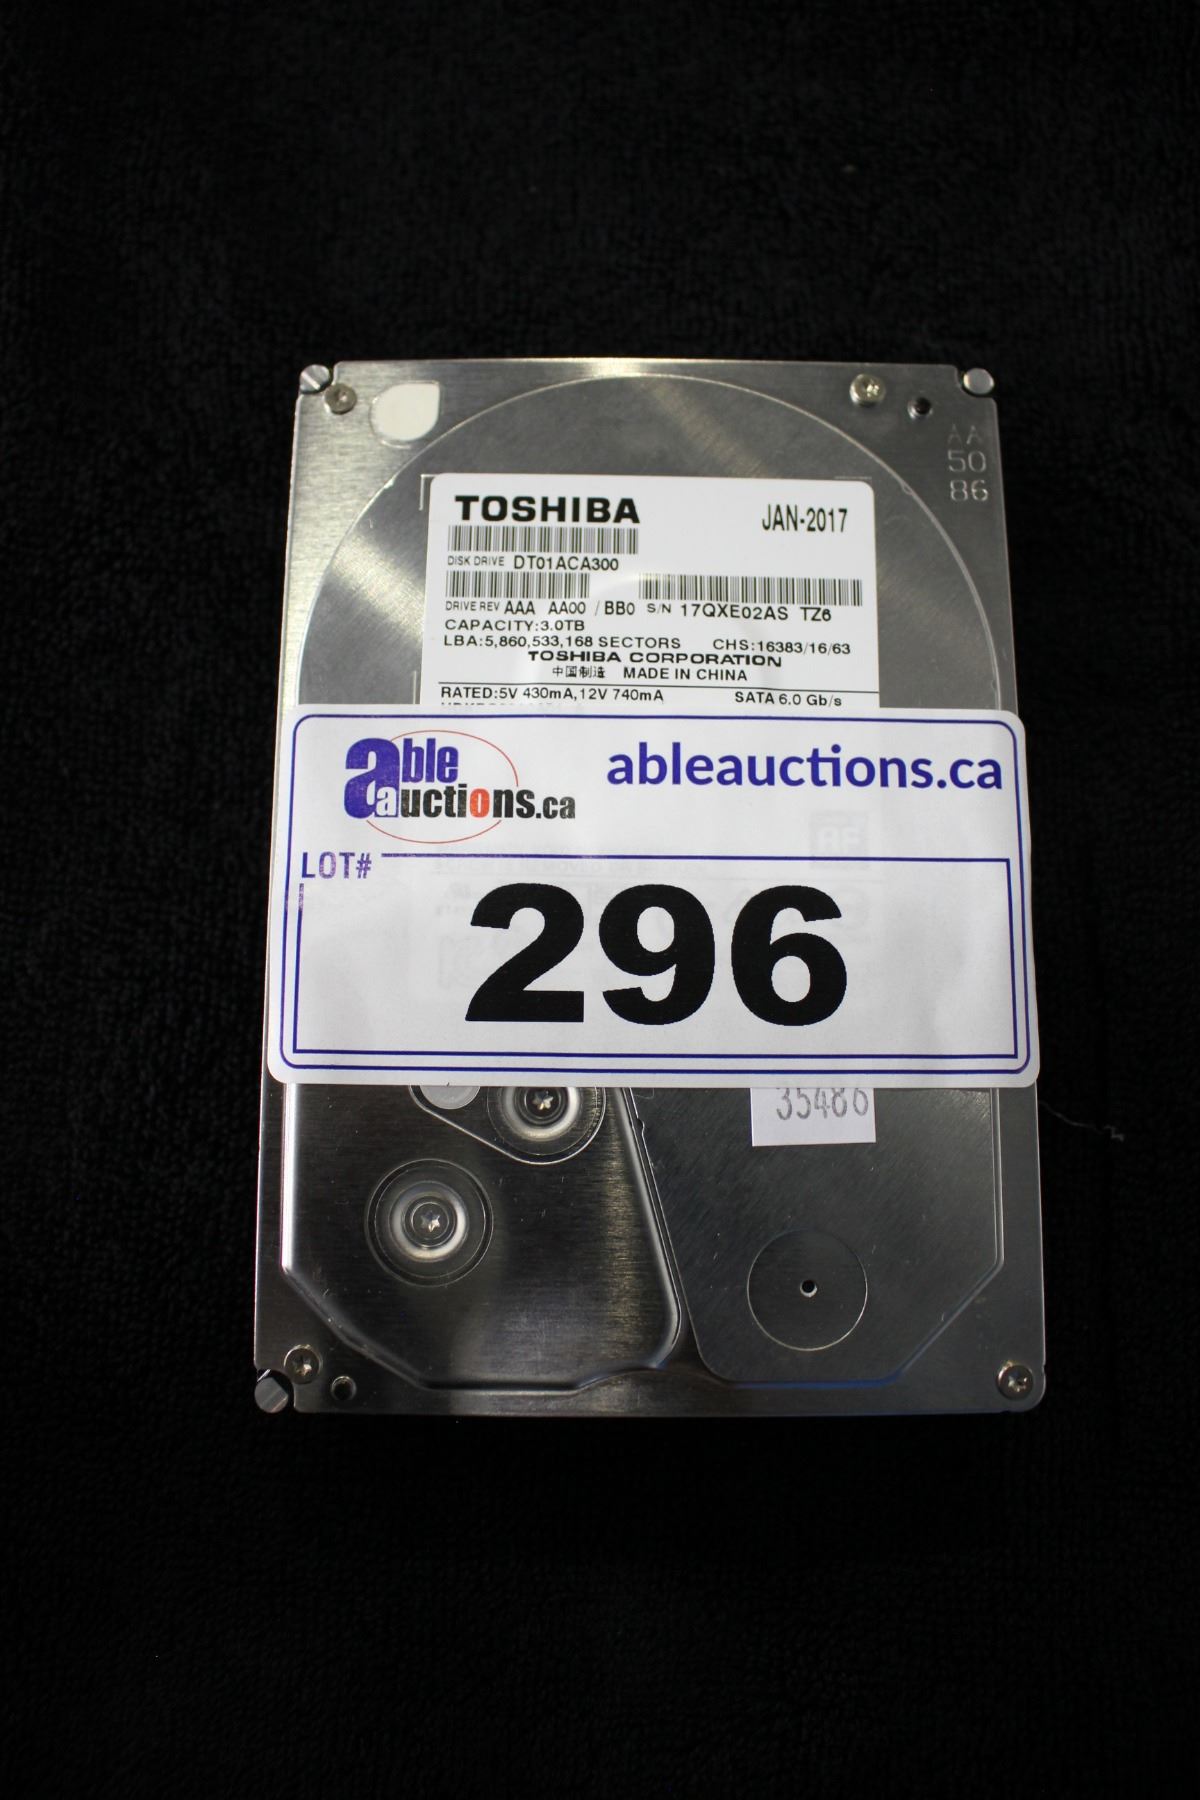 AA
50
86
TOSHIBA
JAN-2017
DISK DRIVE DT01ACA300
DRIVE REV AAA AA00 / BB0 S/N 17QXE02AS TZ6
CAPACITY:3.0TB
LBA:5,860,533,168 SECTORS CHS:16383/16/63
TOSHIBA CORPORATION
中国制造 MADE IN CHINA
RATED:5V 430mA,12V 740mA SATA 6.0 Gb/s
able auctions.ca
ableauctions.ca
LOT#
296
35486